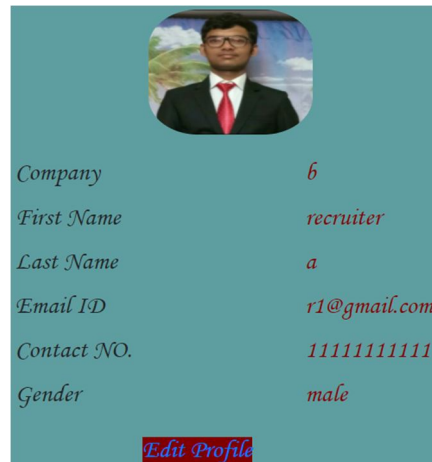 Company b
First Name recruiter
Last Name a
Email ID r1@gmail.com
Contact NO. 11111111111
Gender male
Edit Profile